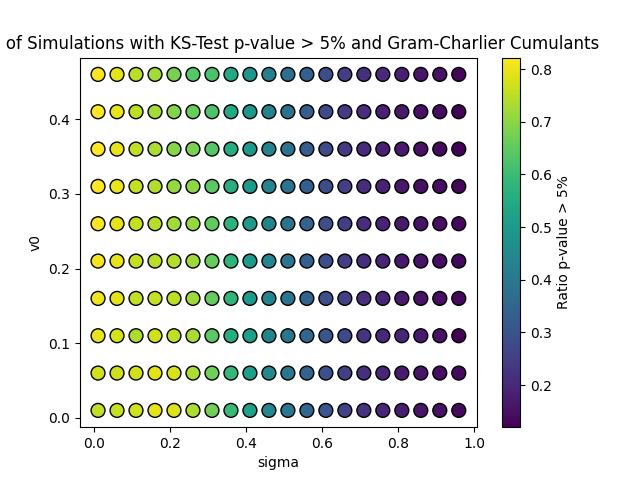 of Simulations with KS-Test p-value > 5% and Gram-Charlier Cumulants
0.4
0.3
0.2
0.1
0.0
v0
0.0 0.2 0.4 0.6 0.8 1.0
sigma
0.8
0.7
0.6
0.5
0.4
0.3
0.2
Ratio p-value > 5%